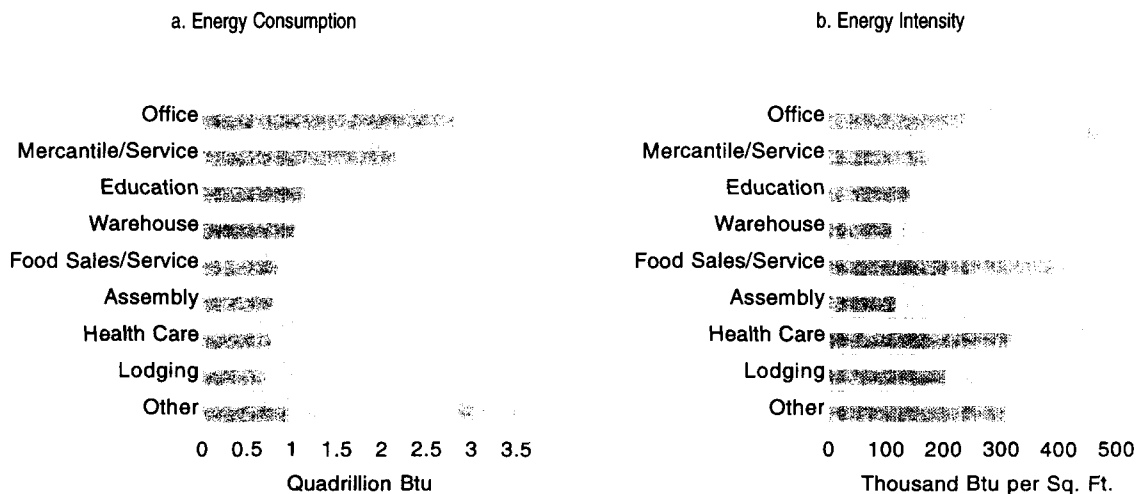 a. Energy Consumption
Office
Mercantile/Service
Education
Warehouse
Food Sales/Service
Assembly
Health Care
Lodging
Other
0 0.5 1 1.5 2 2.5 3 3.5
Quadrillion Btu
b. Energy Intensity
Office
Mercantile/Service
Education
Warehouse
Food Sales/Service
Assembly
Health Care
Lodging
Other
0 100 200 300 400 500
Thousand Btu per Sq. Ft.